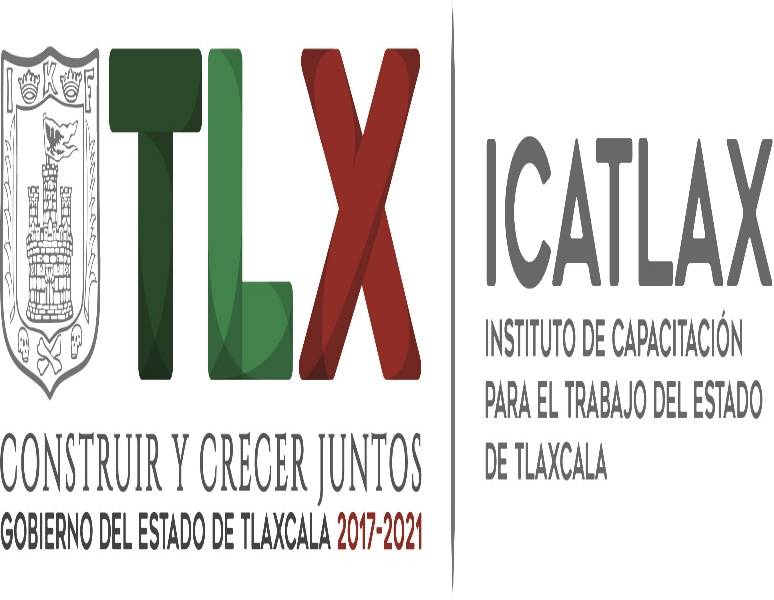 I K F
TLX
CONSTRUIR Y CRECER JUNTOS
GOBIERNO DEL ESTADO DE TLAXCALA 2017-2021
ICATLAX
INSTITUTO DE CAPACITACIÓN
PARA EL TRABAJO DEL ESTADO
DE TLAXCALA